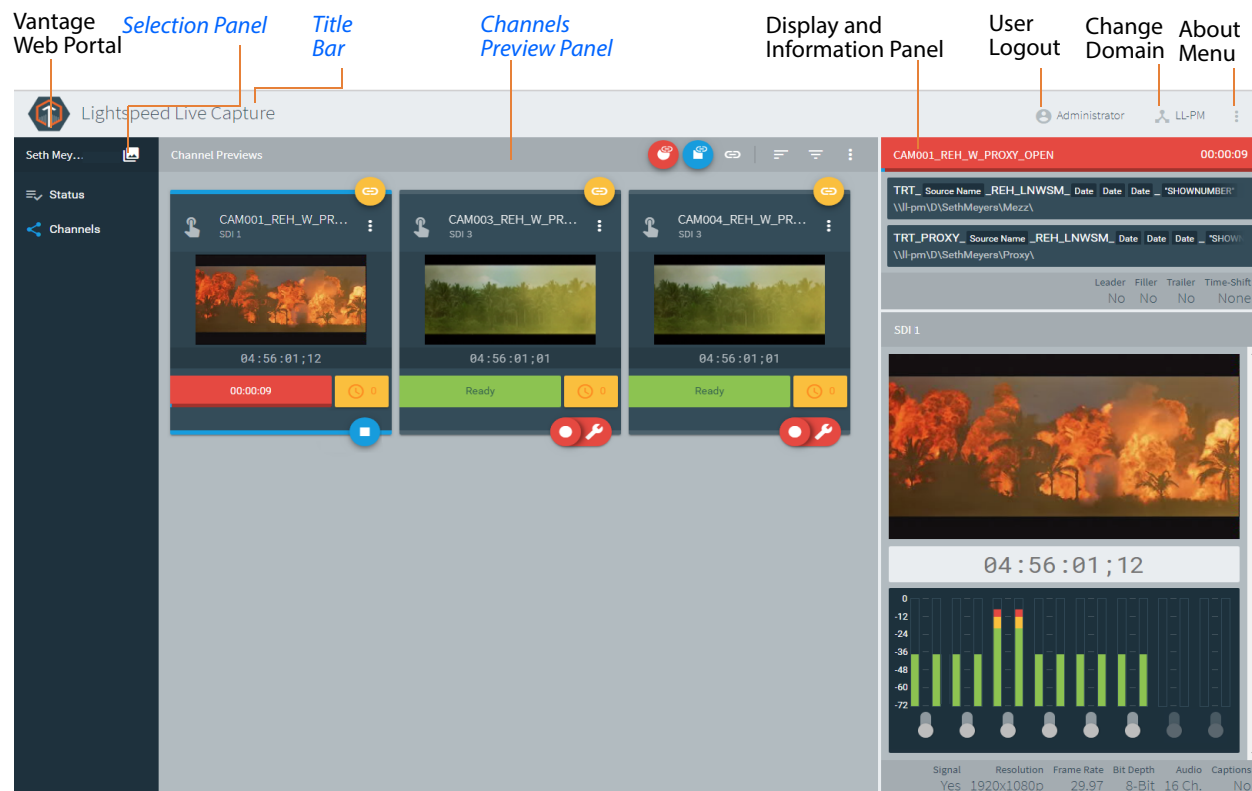 Vantage
Web Portal
Selection Panel
Title
Bar
Channels
Preview Panel
Display and
Information Panel
User
Logout
Change
Domain
About
Menu
Lightspeed Live Capture
Administrator
LL-PM
Seth Mey...
Status
Channels
Channel Previews
CAM001_REH_W_PR...
SDI 1
04:56:01;12
00:00:09
0
CAM003_REH_W_PR...
SDI 3
04:56:01;01
Ready
0
CAM004_REH_W_PR...
SDI 3
04:56:01;01
Ready
0
CAM001_REH_W_PROXY_OPEN 00:00:09
TRT_ Source Name _REH_LNWSM_ Date Date Date _ "SHOWNUMBER"
\\ll-pm\D\SethMeyers\Mezz\
TRT_PROXY_ Source Name _REH_LNWSM_ Date Date Date _ "SHOWN
\\ll-pm\D\SethMeyers\Proxy\
Leader Filler Trailer Time-Shift
No No No None
SDI 1
04:56:01;12
0
-12
-24
-36
-48
-60
-72
Signal Resolution Frame Rate Bit Depth Audio Captions
Yes 1920x1080p 29.97 8-Bit 16 Ch. No